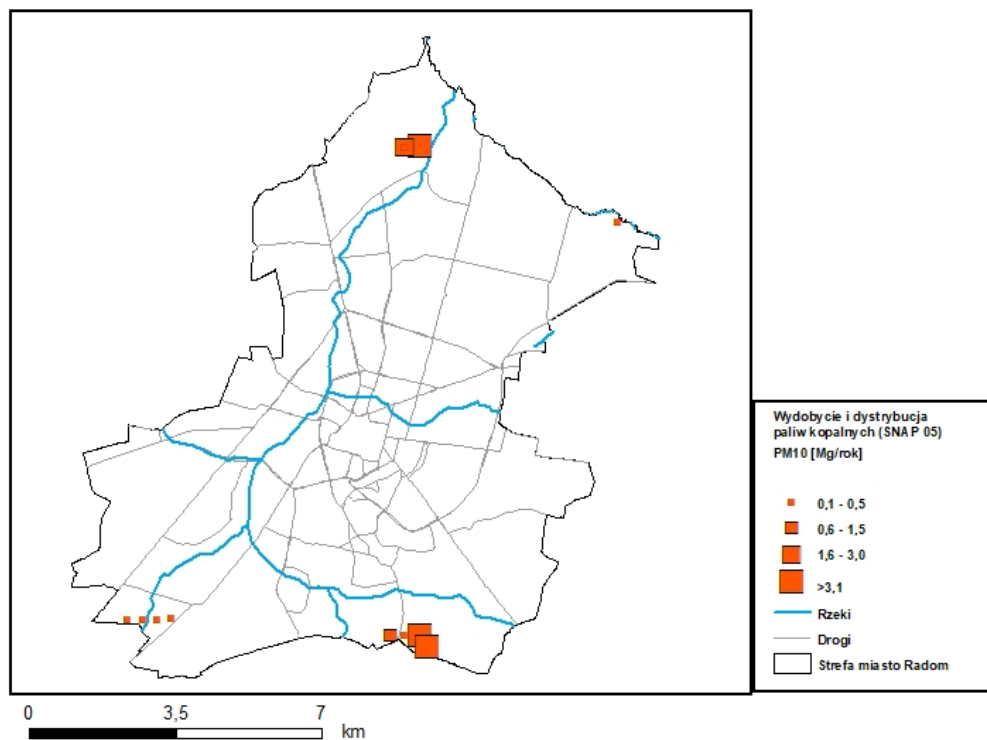 Wydobycie i dystrybucja
paliw kopalnych (SNAP 05)
PM10 [Mg/rok]
0,1 - 0,5
0,6 - 1,5
1,6 - 3,0
>3,1
Rzeki
Drogi
Strefa miasto Radom
0 3,5 7
km